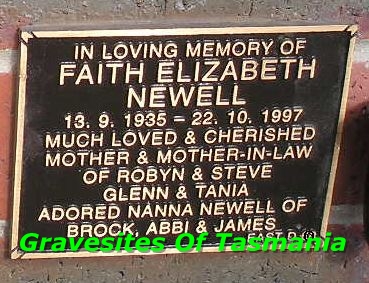 IN LOVING MEMORY OF
FAITH ELIZABETH
NEWELL
13. 9. 1935 – 22. 10. 1997
MUCH LOVED & CHERISHED
MOTHER & MOTHER-IN-LAW
OF ROBYN & STEVE
GLENN & TANIA
ADORED NANNA NEWELL OF
BROCK, ABBI & JAMES
EAST D
Gravesites Of Tasmania